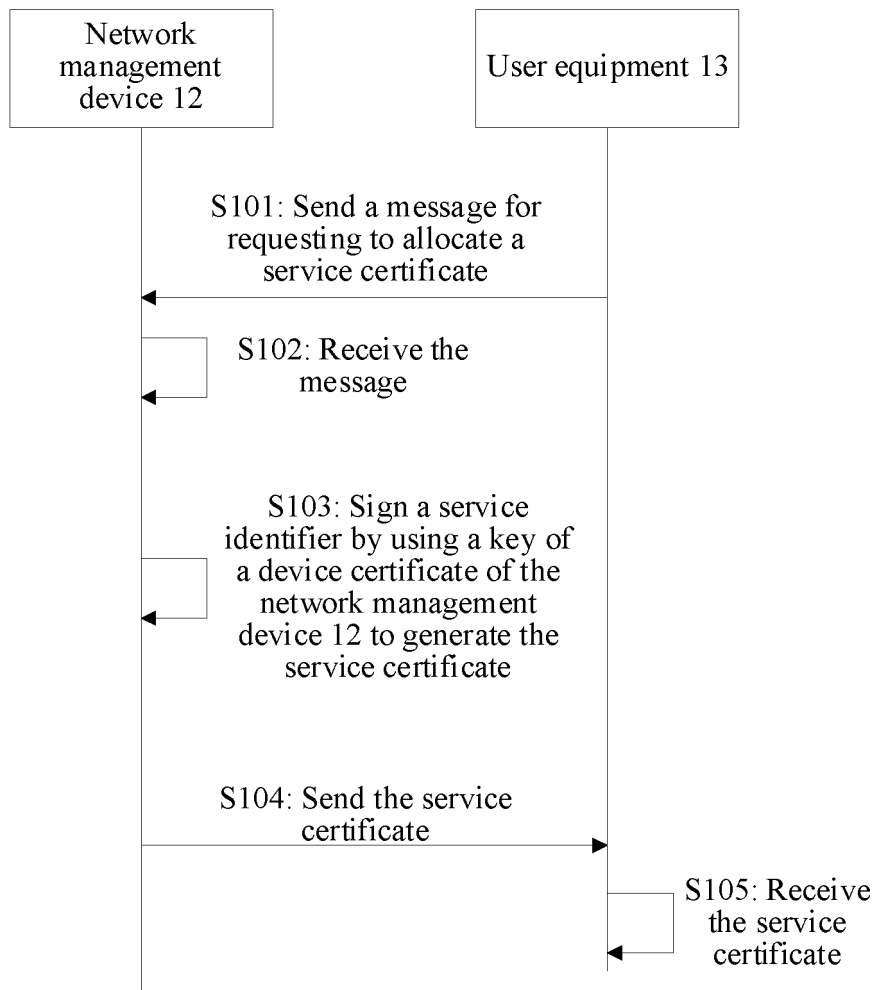 Network
management
device 12
User equipment 13
S101: Send a message for
requesting to allocate a
service certificate
S102: Receive the
message
S103: Sign a service
identifier by using a key of
a device certificate of the
network management
device 12 to generate the
service certificate
S104: Send the service
certificate
S105: Receive
the service
certificate